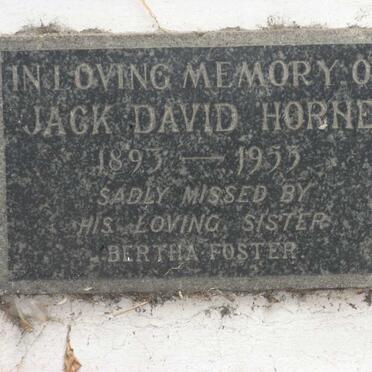 IN LOVING MEMORY O
JACK DAVID HORNE
1893 — 1955
SADLY MISSED BY
HIS LOVING SISTER
BERTHA FOSTER